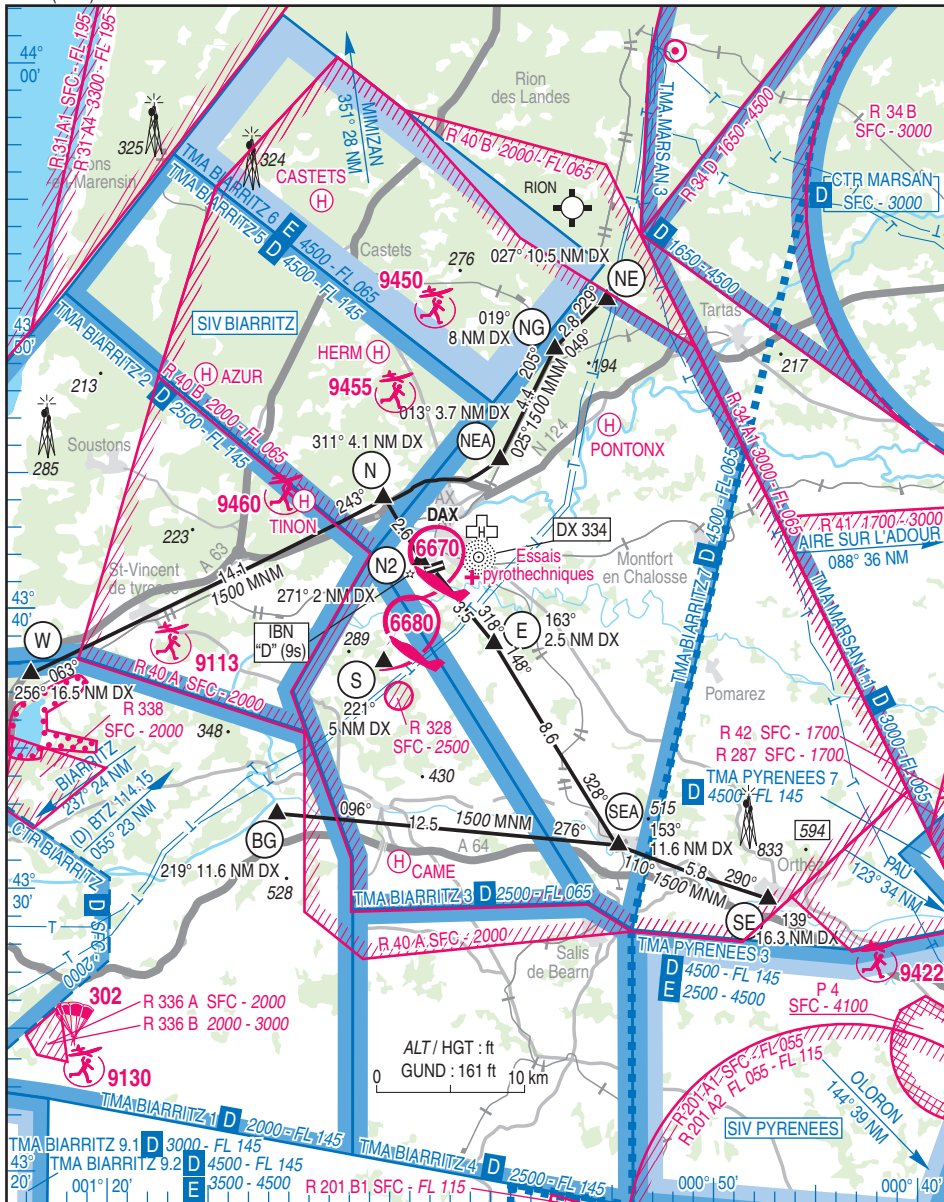 44°
00'
R 31 A1 SFC - FL 195
R 31 A4 3300 - FL 195
325
324
CASTETS
H
MIMIZAN
351° 28 NM
Rion
des Landes
R 40 B 2000 - FL 065
RION
TMA MARSAN 3
R 34 D 1650 - 4500
R 34 B
SFC - 3000
D
CTR MARSAN
SFC - 3000
TMA BIARRITZ 6
E
4500 - FL 065
TMA BIARRITZ 5
D
4500 - FL 145
Castets
276
027° 10.5 NM DX
NE
D
1650 - 4500
9450
019°
8 NM DX
NG
2.8
229°
049°
Tartas
217
194
43°
50'
SIV BIARRITZ
TMA BIARRITZ 2
D
2500 - FL 145
R 40 B 2000 - FL 065
HERM
H
H
AZUR
9455
213
285
Soustons
013° 3.7 NM DX
NEA
4.4
205°
025°
1500 MNM
N 124
H
PONTONX
R 34 A1 3000 - FL 065
311° 4.1 NM DX
N
243°
9460
H
TINON
2.6
AX
DAX
6670
H
DX 334
Essais
pyrothechniques
Montfort
en Chalosse
R 41 1700 - 3000
AIRE SUR L'ADOUR
088° 36 NM
223
A 63
14.1
1500 MNM
St-Vincent
de tyrosse
N2
271° 2 NM DX
43°
40'
IBN
"D" (9s)
6680
289
3.5
318°
148°
E
163°
2.5 NM DX
TMA BIARRITZ 7
D
4500 - FL 065
TMA MARSAN 1.1
D
3000 - FL 065
W
063°
256° 16.5 NM DX
9113
R 40 A SFC - 2000
R 338
SFC - 2000
348
S
221°
5 NM DX
R 328
SFC - 2500
Pomarez
430
8.6
328°
R 42 SFC - 1700
R 287 SFC - 1700
TMA PYRENEES 7
D
4500 - FL 145
BIARRITZ
237° 24 NM
(D) BTZ 114.15
055° 23 NM
CTR BIARRITZ
D
SFC - 2000
096°
12.5
1500 MNM
276°
SEA
515
153°
11.6 NM DX
833
594
Orthez
BG
219° 11.6 NM DX
A 64
H
CAME
528
110°
1500 MNM
5.8
290°
PAU
123° 34 NM
43°
30'
TMA BIARRITZ 3
D
2500 - FL 065
SE
139°
16.3 NM DX
R 40 A SFC - 2000
Salis
de Bearn
TMA PYRENEES 3
D
4500 - FL 145
E
2500 - 4500
9422
P 4
SFC - 4100
302
R 336 A SFC - 2000
R 336 B 2000 - 3000
9130
ALT / HGT : ft
GUND : 161 ft
0
10 km
R 201 A1 SFC - FL 055
R 201 A2 FL 055 - FL 115
OLORON
144° 39 NM
SIV PYRENEES
TMA BIARRITZ 1
D
2000 - FL 145
TMA BIARRITZ 4
D
2500 - FL 145
TMA BIARRITZ 9.1
D
3000 - FL 145
TMA BIARRITZ 9.2
D
4500 - FL 145
E
3500 - 4500
R 201 B1 SFC - FL 115
43°
20'
001° 20'
000° 50'
000° 40'